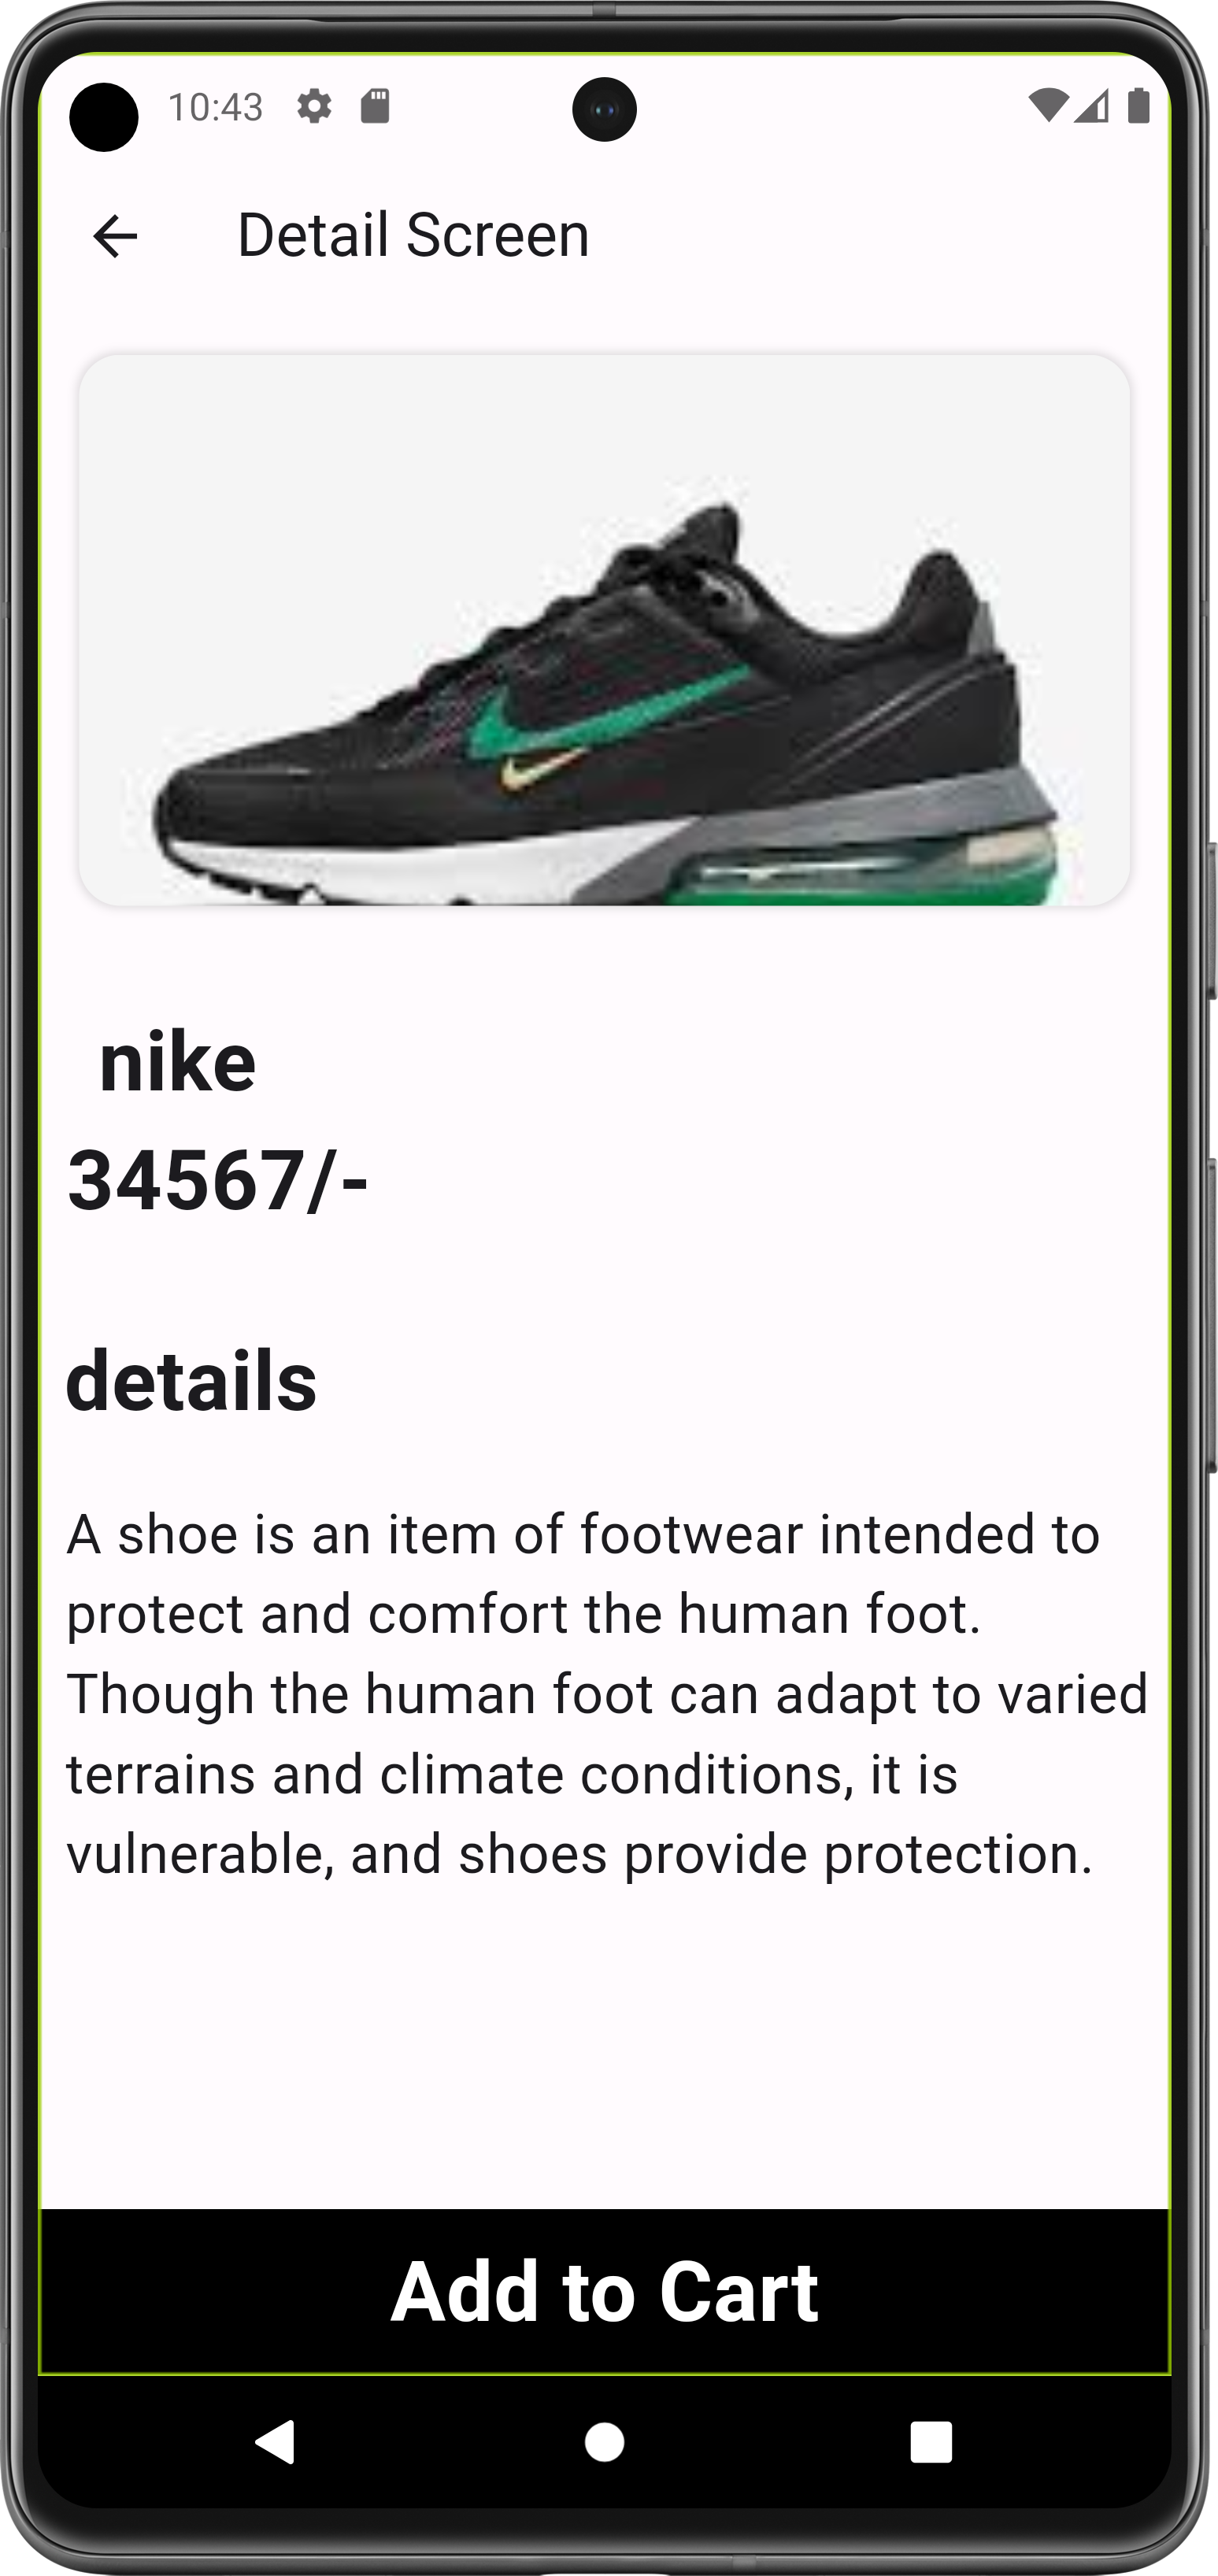 10:43
Detail Screen
nike
34567/-
details
A shoe is an item of footwear intended to
protect and comfort the human foot.
Though the human foot can adapt to varied
terrains and climate conditions, it is
vulnerable, and shoes provide protection.
Add to Cart